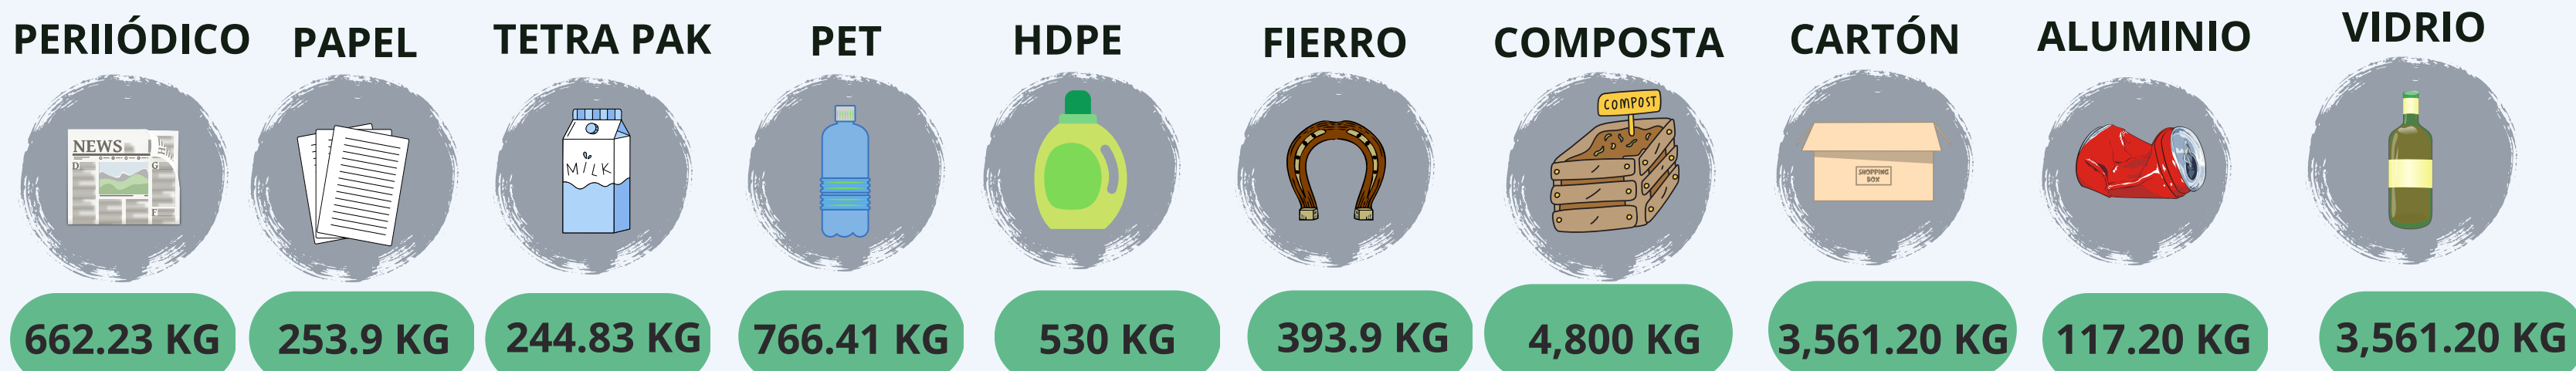 PERIIÓDICO
PAPEL
TETRA PAK
PET
HDPE
FIERRO
COMPOSTA
CARTÓN
ALUMINIO
VIDRIO
NEWS
D
G
F
MILK
COMPOST
SHOPPING
BOX
662.23 KG
253.9 KG
244.83 KG
766.41 KG
530 KG
393.9 KG
4,800 KG
3,561.20 KG
117.20 KG
3,561.20 KG